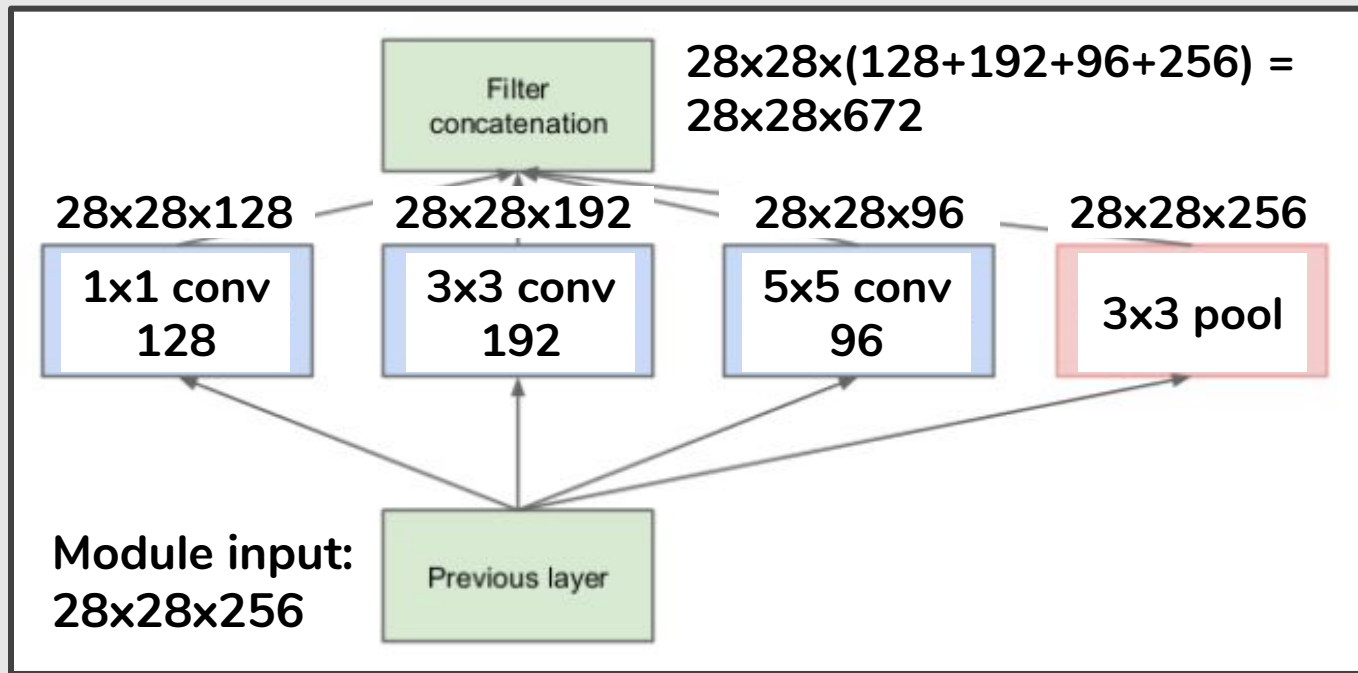 Filter
concatenation
28x28x(128+192+96+256) =
28x28x672
28x28x128
28x28x192
28x28x96
28x28x256
1x1 conv
128
3x3 conv
192
5x5 conv
96
3x3 pool
Module input:
28x28x256
Previous layer